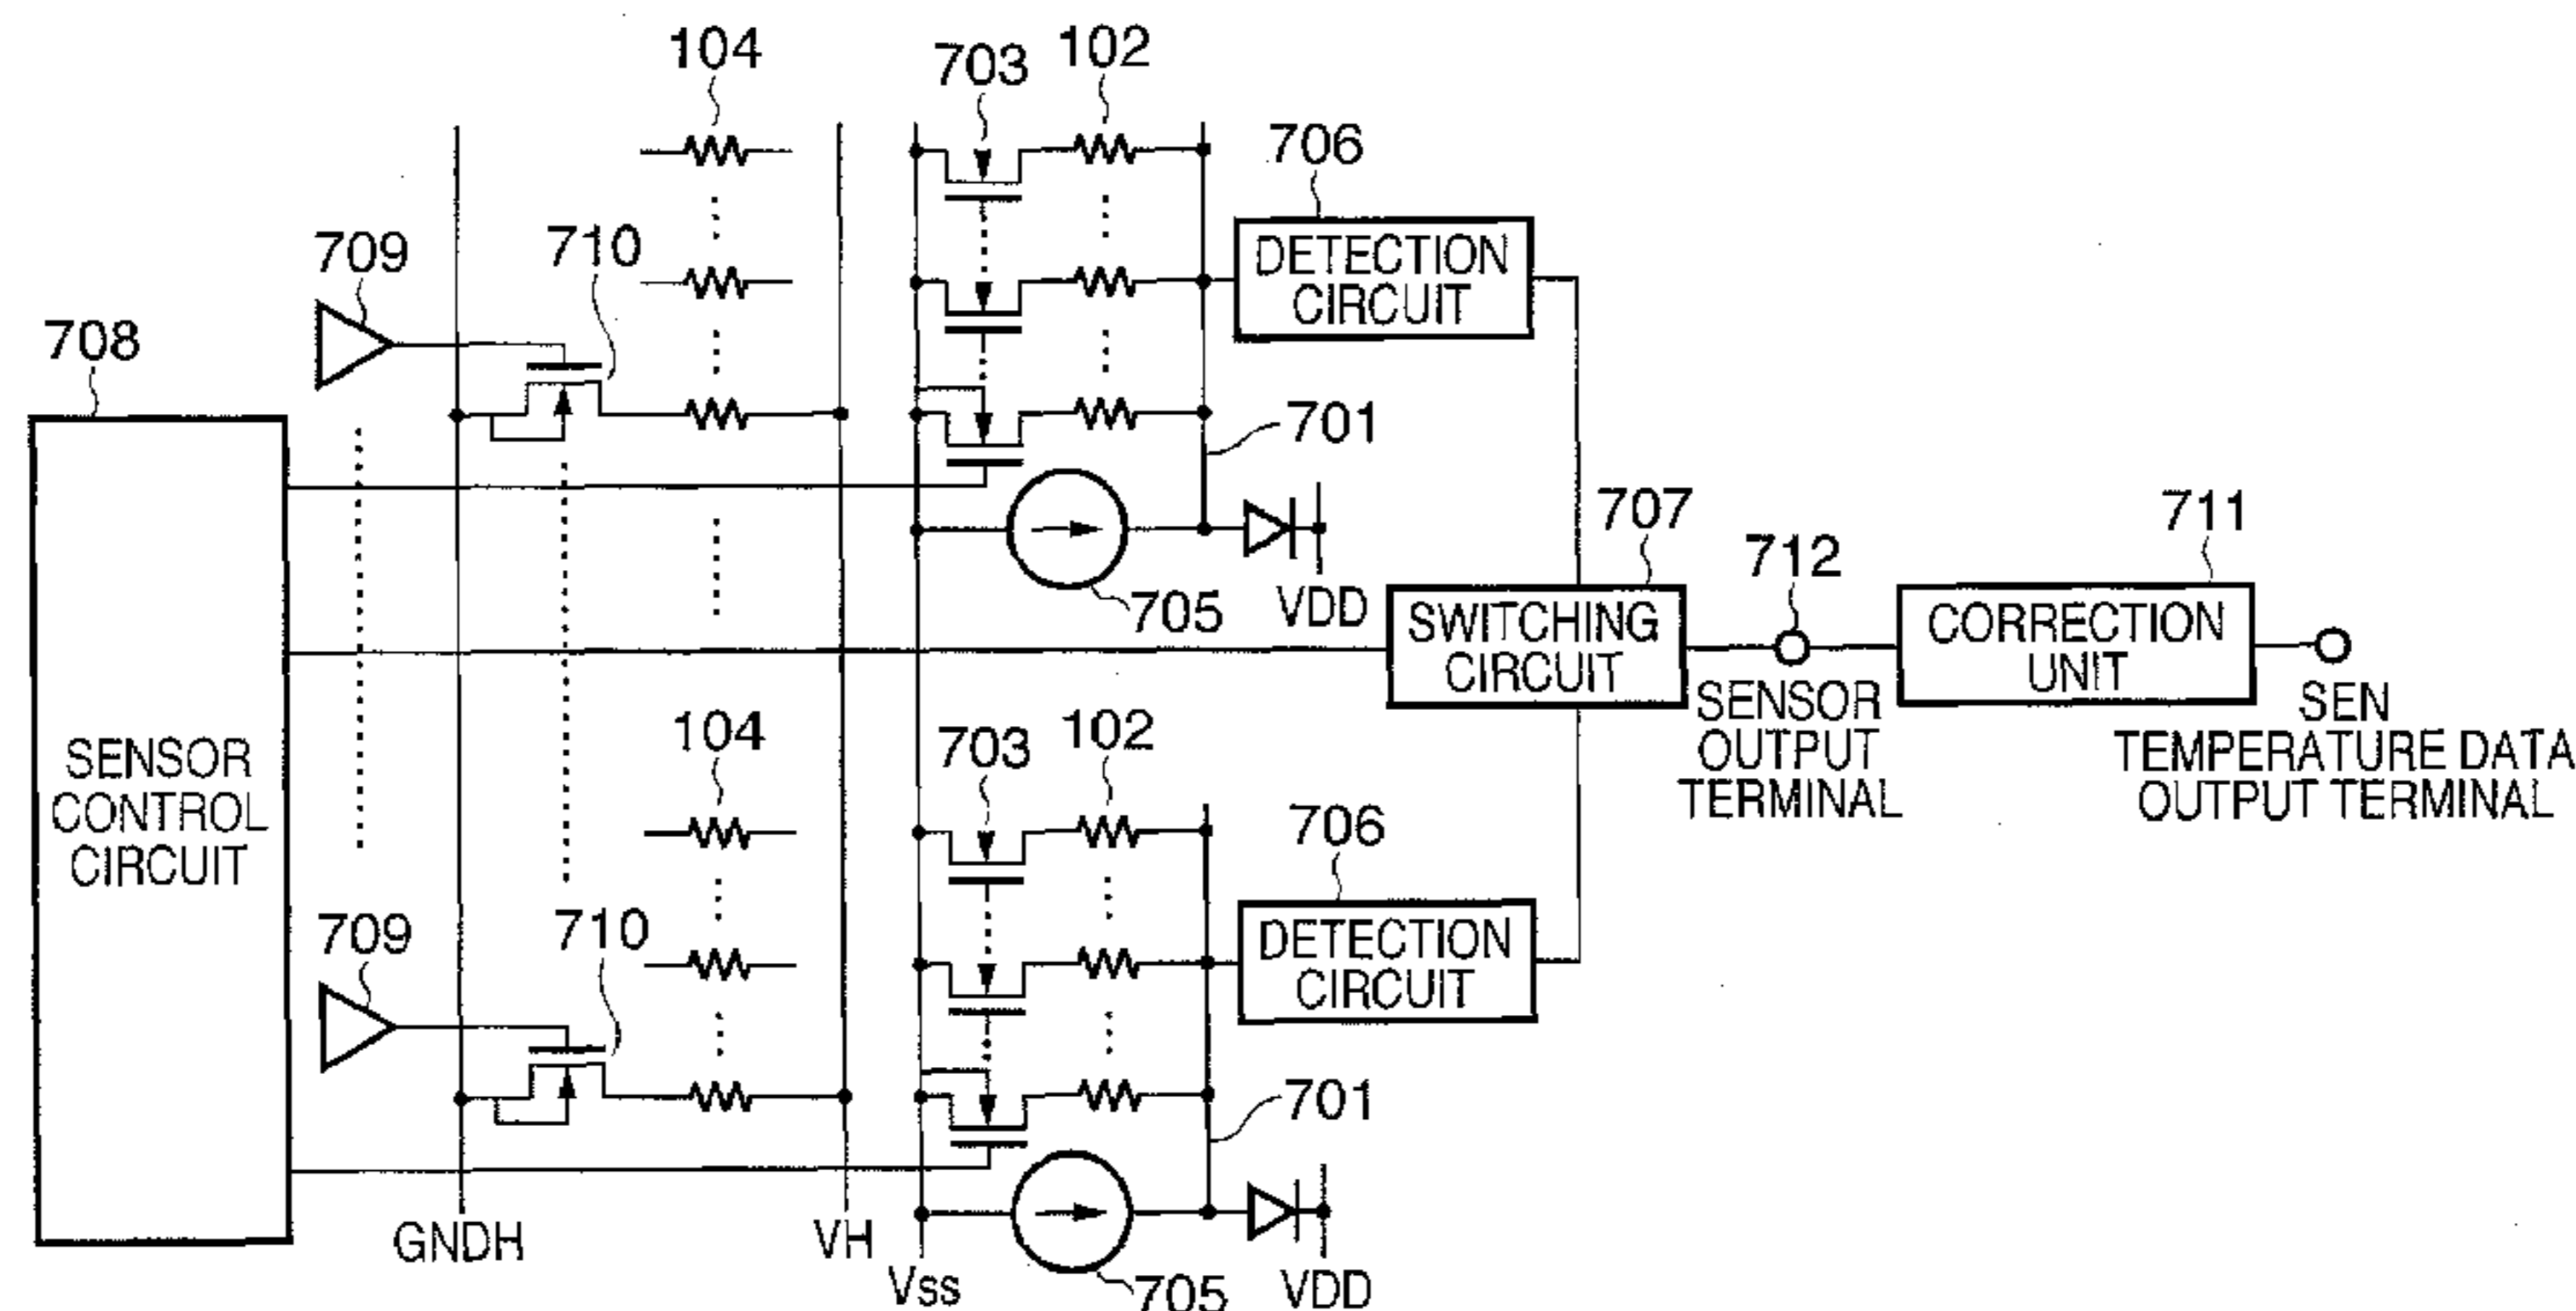 104
703
102
706
DETECTION
CIRCUIT
709
710
708
701
707
712
711
705
VDD
SWITCHING
CIRCUIT
CORRECTION
UNIT
SENSOR
OUTPUT
TERMINAL
SEN
TEMPERATURE DATA
OUTPUT TERMINAL
SENSOR
CONTROL
CIRCUIT
104
703
102
706
DETECTION
CIRCUIT
709
710
701
GNDH
VH
Vss
705
VDD